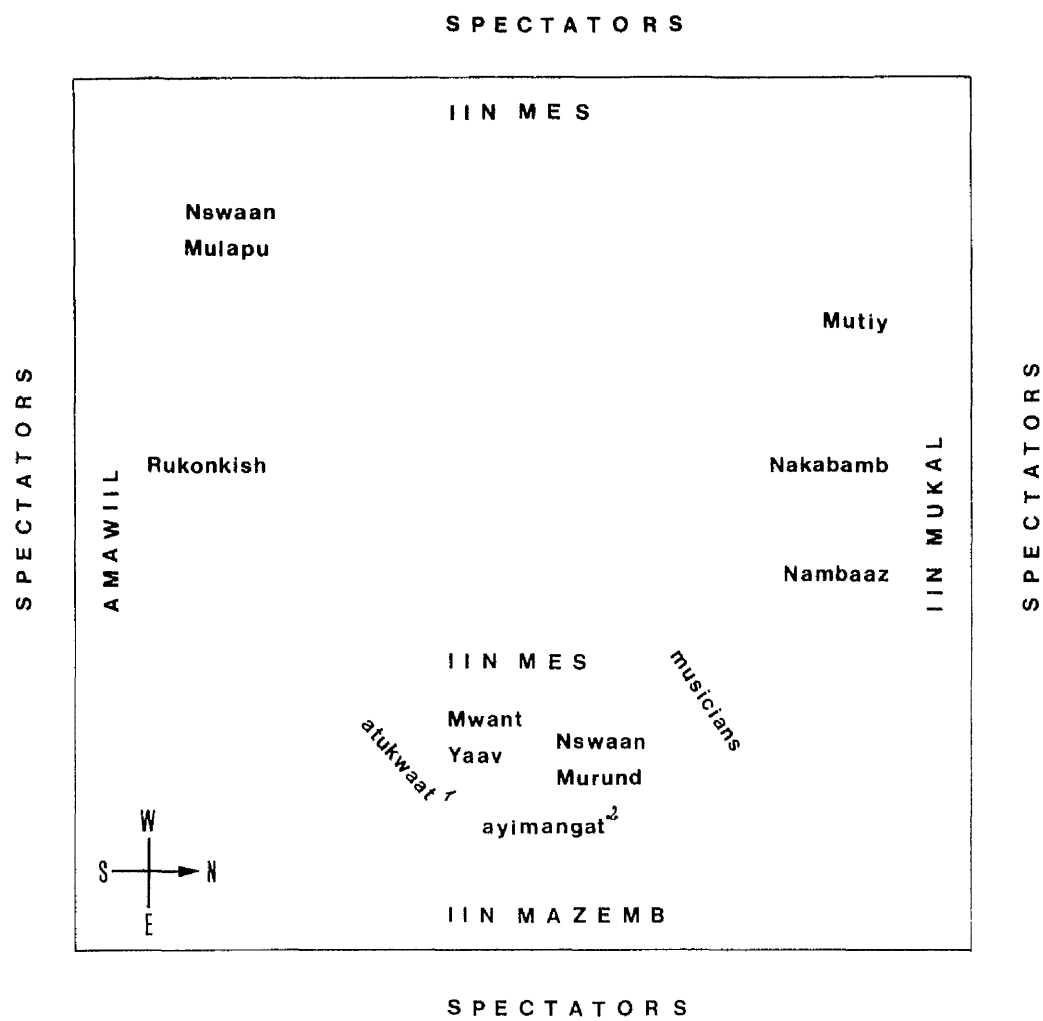 SPECTATORS
IIN MES
Nswaan
Mulapu
Mutiy
SPECTATORS
AMAWIIL
Rukonkish
Nakabamb
Nambaaz
IIN MUKAL
SPECTATORS
IIN MES
musicians
Mwant
Yaav
Nswaan
Murund
atukwaat 1
ayimangat 2
W
S N
E
IIN MAZEMB
SPECTATORS